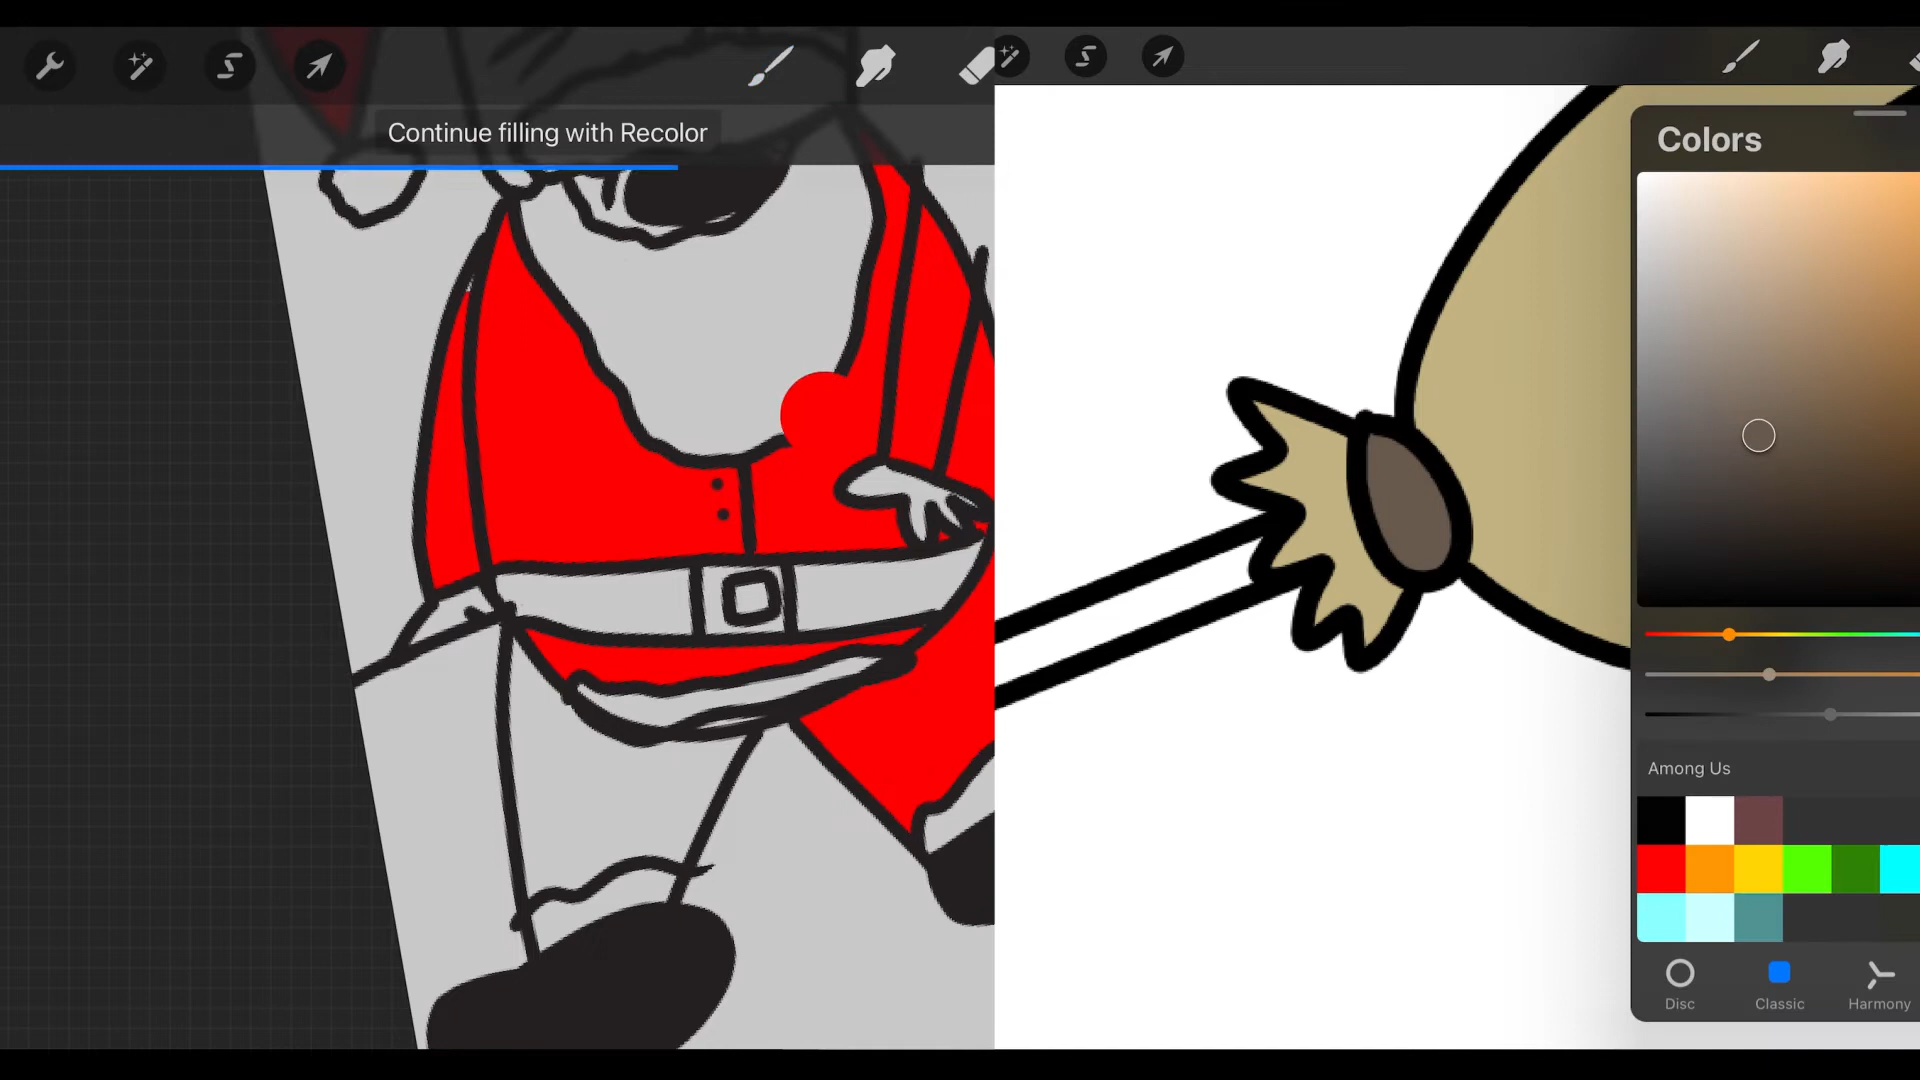 Continue filling with Recolor
Colors
Among Us
Disc
Classic
Harmony